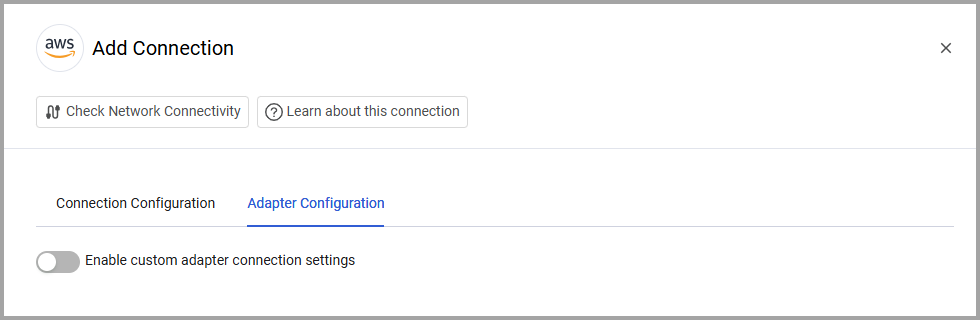 aws
Add Connection
Check Network Connectivity
Learn about this connection
Connection Configuration
Adapter Configuration
Enable custom adapter connection settings